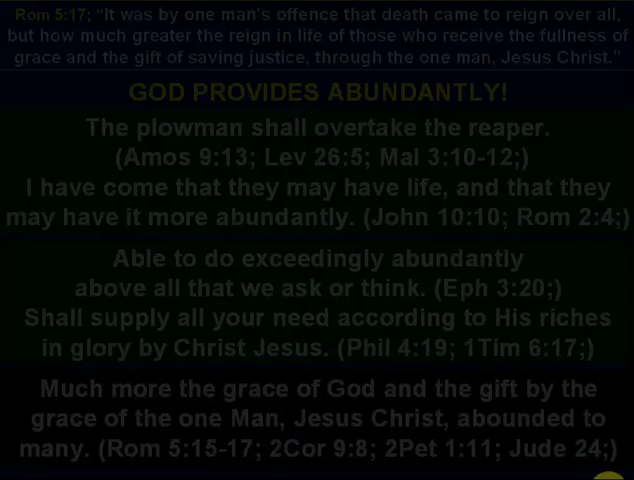 Rom 5:17; “It was by one man’s offence that death came to reign over all,
but how much greater the reign in life of those who receive the fullness of
grace and the gift of saving justice, through the one man, Jesus Christ.”
GOD PROVIDES ABUNDANTLY!
The plowman shall overtake the reaper.
(Amos 9:13; Lev 26:5; Mal 3:10-12;)
I have come that they may have life, and that they
may have it more abundantly. (John 10:10; Rom 2:4;)
Able to do exceedingly abundantly
above all that we ask or think. (Eph 3:20;)
Shall supply all your need according to His riches
in glory by Christ Jesus. (Phil 4:19; 1Tim 6:17;)
Much more the grace of God and the gift by the
grace of the one Man, Jesus Christ, abounded to
many. (Rom 5:15-17; 2Cor 9:8; 2Pet 1:11; Jude 24;)